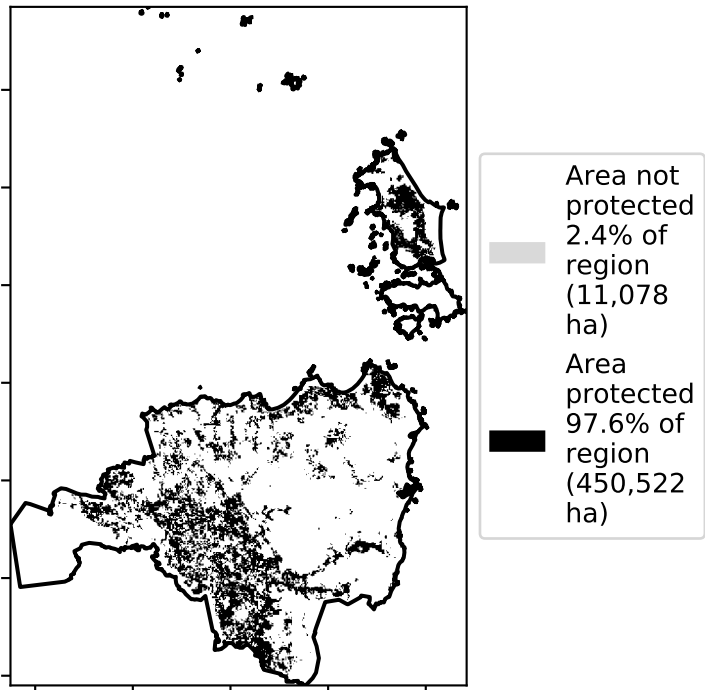 Area not
protected
2.4% of
region
(11,078
ha)
Area
protected
97.6% of
region
(450,522
ha)